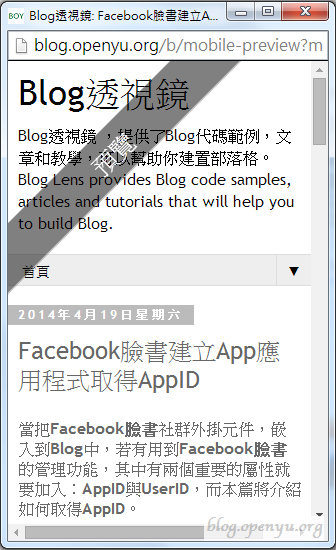 BOY Blog透視鏡: Facebook臉書建立A...
blog.openyu.org/b/mobile-preview?m
Blog透視鏡
Blog透視鏡 ，提供了Blog代碼範例，文
章和教學，可以幫助你建置部落格。
Blog Lens provides Blog code samples,
articles and tutorials that will help you
to build Blog.
預覽
首頁 ▼
2014年4月19日星期六
Facebook臉書建立App應
用程式取得AppID
當把Facebook臉書社群外掛元件，嵌
入到Blog中，若有用到Facebook臉書
的管理功能，其中有兩個重要的屬性就
要加入：AppID與UserID，而本篇將介紹
如何取得AppID。
blog.openyu.org